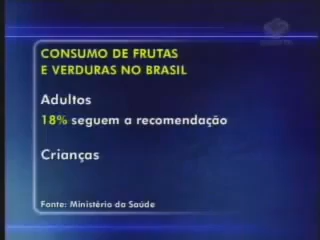 CONSUMO DE FRUTAS
E VERDURAS NO BRASIL
Adultos
18% seguem a recomendação
Crianças
Fonte: Ministério da Saúde